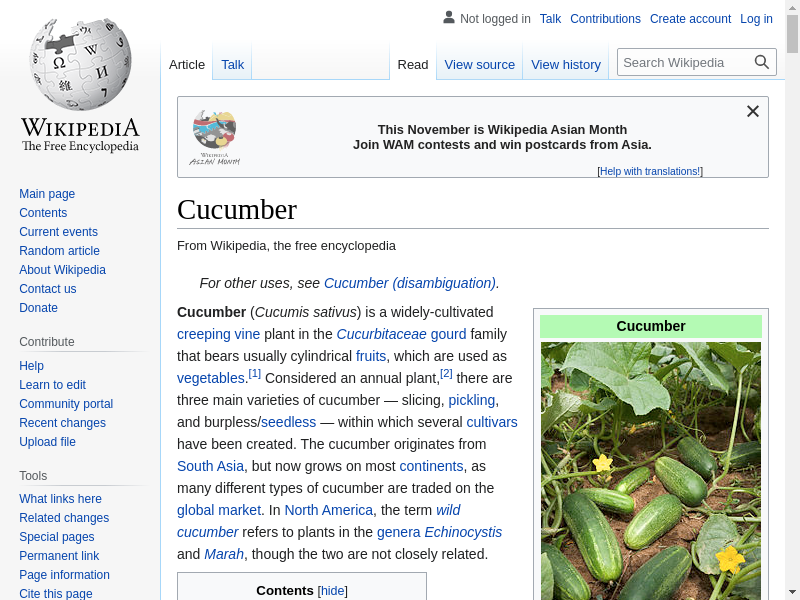 Not logged in Talk Contributions Create account Log in
Article Talk Read View source View history Search Wikipedia
WIKIPEDIA
The Free Encyclopedia
Main page
Contents
Current events
Random article
About Wikipedia
Contact us
Donate
Contribute
Help
Learn to edit
Community portal
Recent changes
Upload file
Tools
What links here
Related changes
Special pages
Permanent link
Page information
Cite this page
WIKIPEDIA
ASIAN MONTH
This November is Wikipedia Asian Month
Join WAM contests and win postcards from Asia.
[Help with translations!]
Cucumber
From Wikipedia, the free encyclopedia
For other uses, see Cucumber (disambiguation).
Cucumber (Cucumis sativus) is a widely-cultivated
creeping vine plant in the Cucurbitaceae gourd family
that bears usually cylindrical fruits, which are used as
vegetables.[1] Considered an annual plant,[2] there are
three main varieties of cucumber — slicing, pickling,
and burpless/seedless — within which several cultivars
have been created. The cucumber originates from
South Asia, but now grows on most continents, as
many different types of cucumber are traded on the
global market. In North America, the term wild
cucumber refers to plants in the genera Echinocystis
and Marah, though the two are not closely related.
Contents [hide]
Cucumber